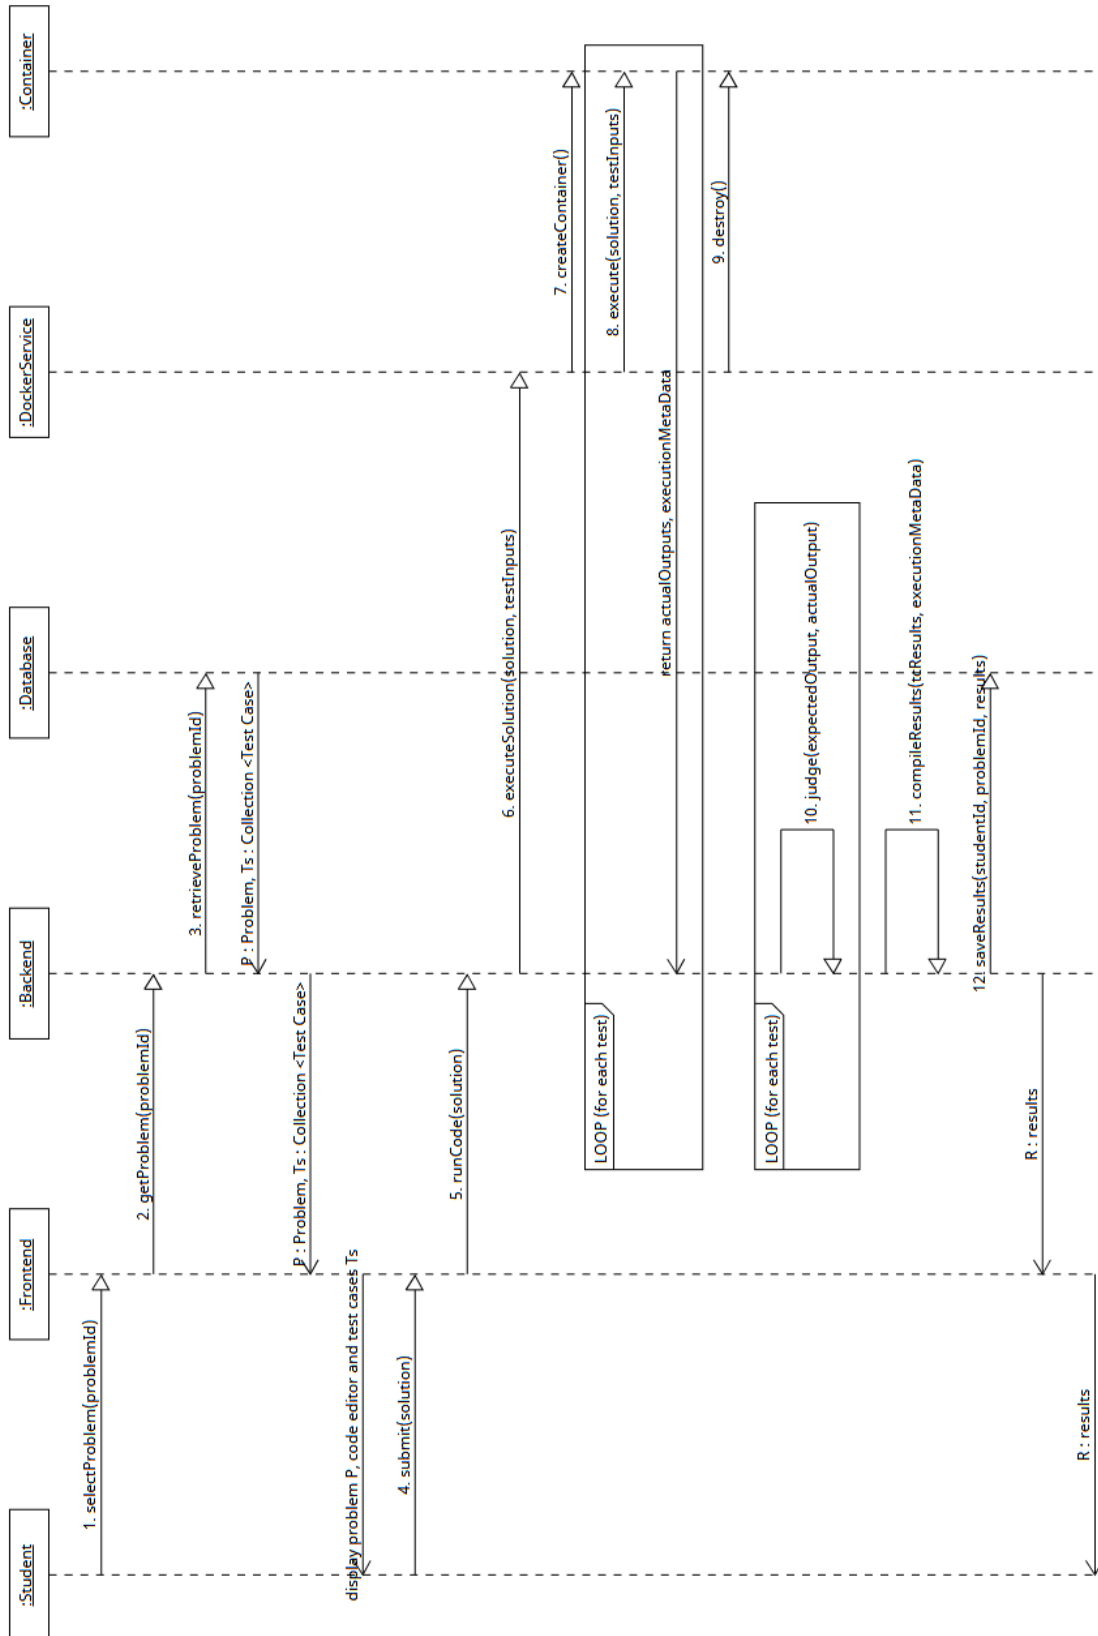 :Student
:Frontend
:Backend
:Database
:DockerService
:Container
1. selectProblem(problemId)
2. getProblem(problemId)
3. retrieveProblem(problemId)
P : Problem, Ts : Collection <Test Case>
P : Problem, Ts : Collection <Test Case>
display problem P, code editor and test cases Ts
4. submit(solution)
5. runCode(solution)
6. executeSolution(solution, testInputs)
7. createContainer()
LOOP (for each test)
8. execute(solution, testInputs)
return actualOutputs, executionMetaData
9. destroy()
LOOP (for each test)
10. judge(expectedOutput, actualOutput)
11. compileResults(tcResults, executionMetaData)
12. saveResults(studentId, problemId, results)
R : results
R : results